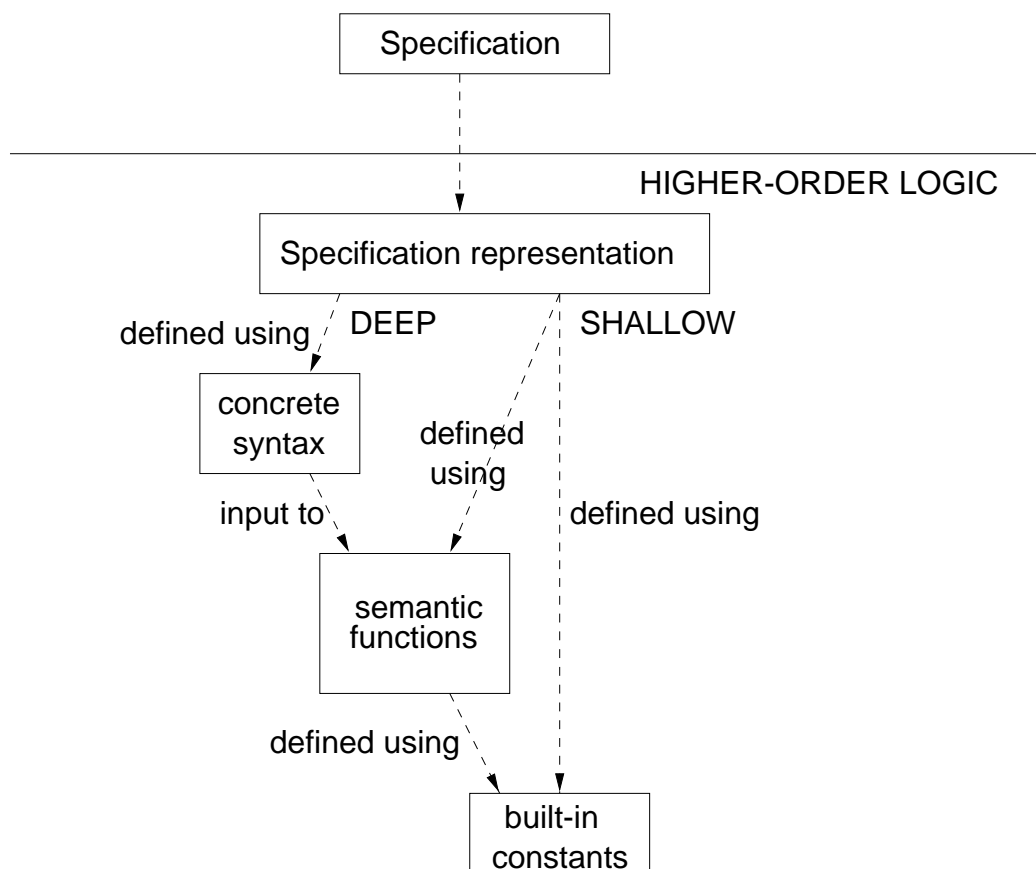 Specification
HIGHER-ORDER LOGIC
Specification representation
DEEP
SHALLOW
defined using
concrete
syntax
defined
using
input to
defined using
semantic
functions
defined using
built-in
constants